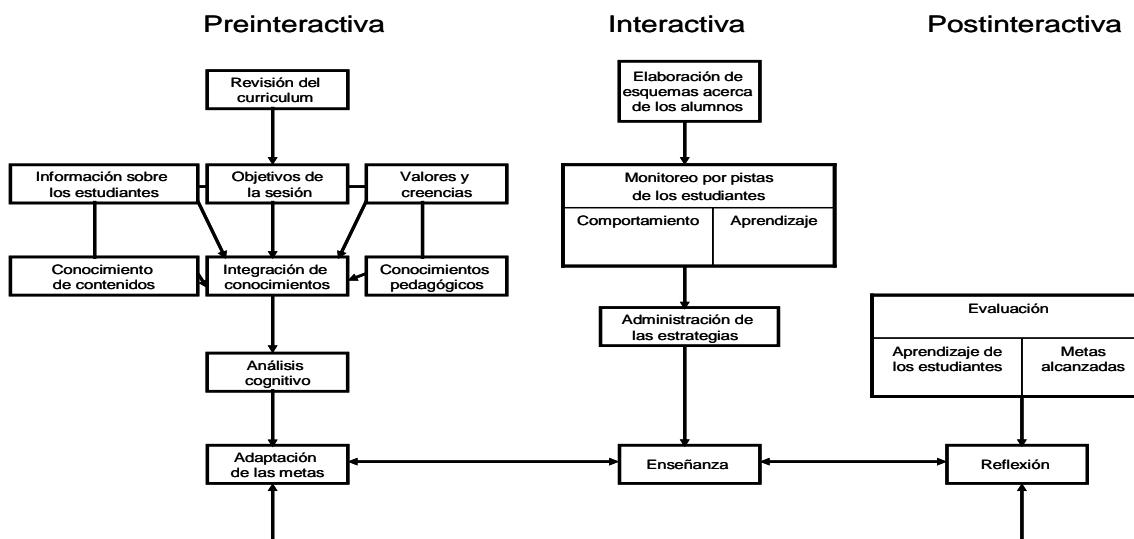 Preinteractiva
Interactiva
Postinteractiva
Revisión del
curriculum
Información sobre
los estudiantes
Objetivos de
la sesión
Valores y
creencias
Conocimiento
de contenidos
Integración de
conocimientos
Conocimientos
pedagógicos
Análisis
cognitivo
Adaptación
de las metas
Elaboración de
esquemas acerca
de los alumnos
Monitoreo por pistas
de los estudiantes
Comportamiento
Aprendizaje
Administración de
las estrategias
Enseñanza
Evaluación
Aprendizaje de
los estudiantes
Metas
alcanzadas
Reflexión